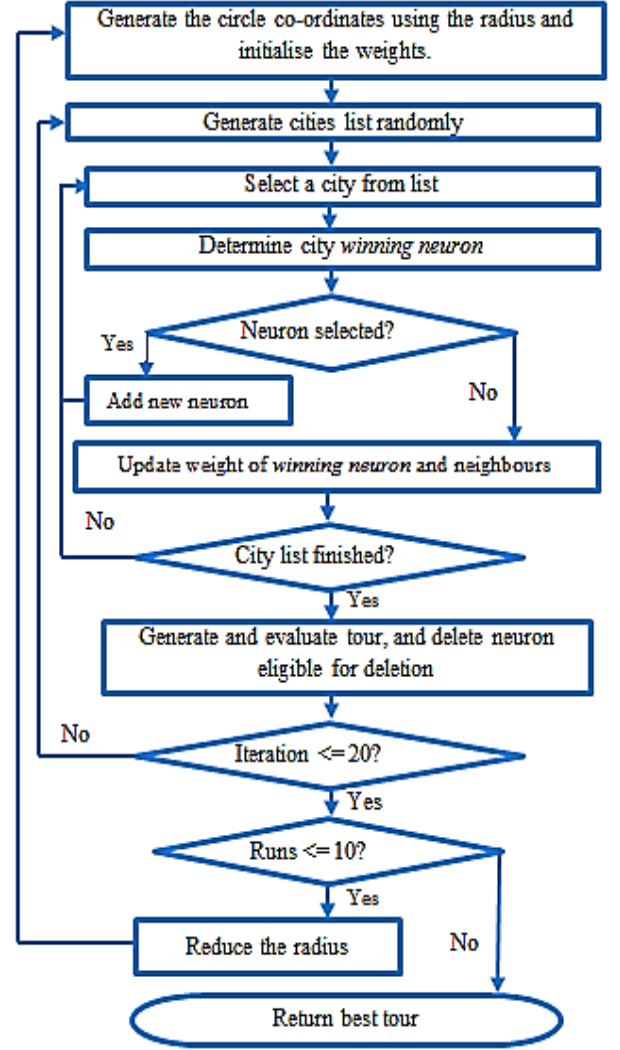 Generate the circle co-ordinates using the radius and
initialise the weights.
Generate cities list randomly
Select a city from list
Determine city winning neuron
Neuron selected?
Yes
Add new neuron
No
Update weight of winning neuron and neighbours
No
City list finished?
Yes
Generate and evaluate tour, and delete neuron
eligible for deletion
No
Iteration <=20?
Yes
Runs <=10?
Yes
Reduce the radius
No
Return best tour